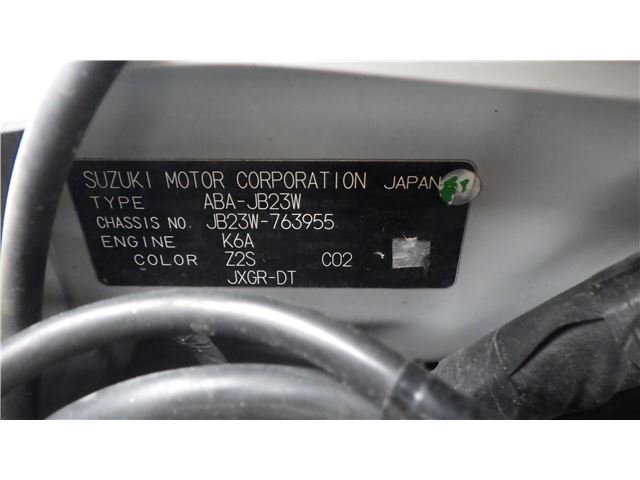 SUZUKI MOTOR CORPORATION JAPAN
TYPE ABA-JB23W
CHASSIS NO. JB23W-763955
ENGINE K6A
COLOR Z2S C02
JXGR-DT